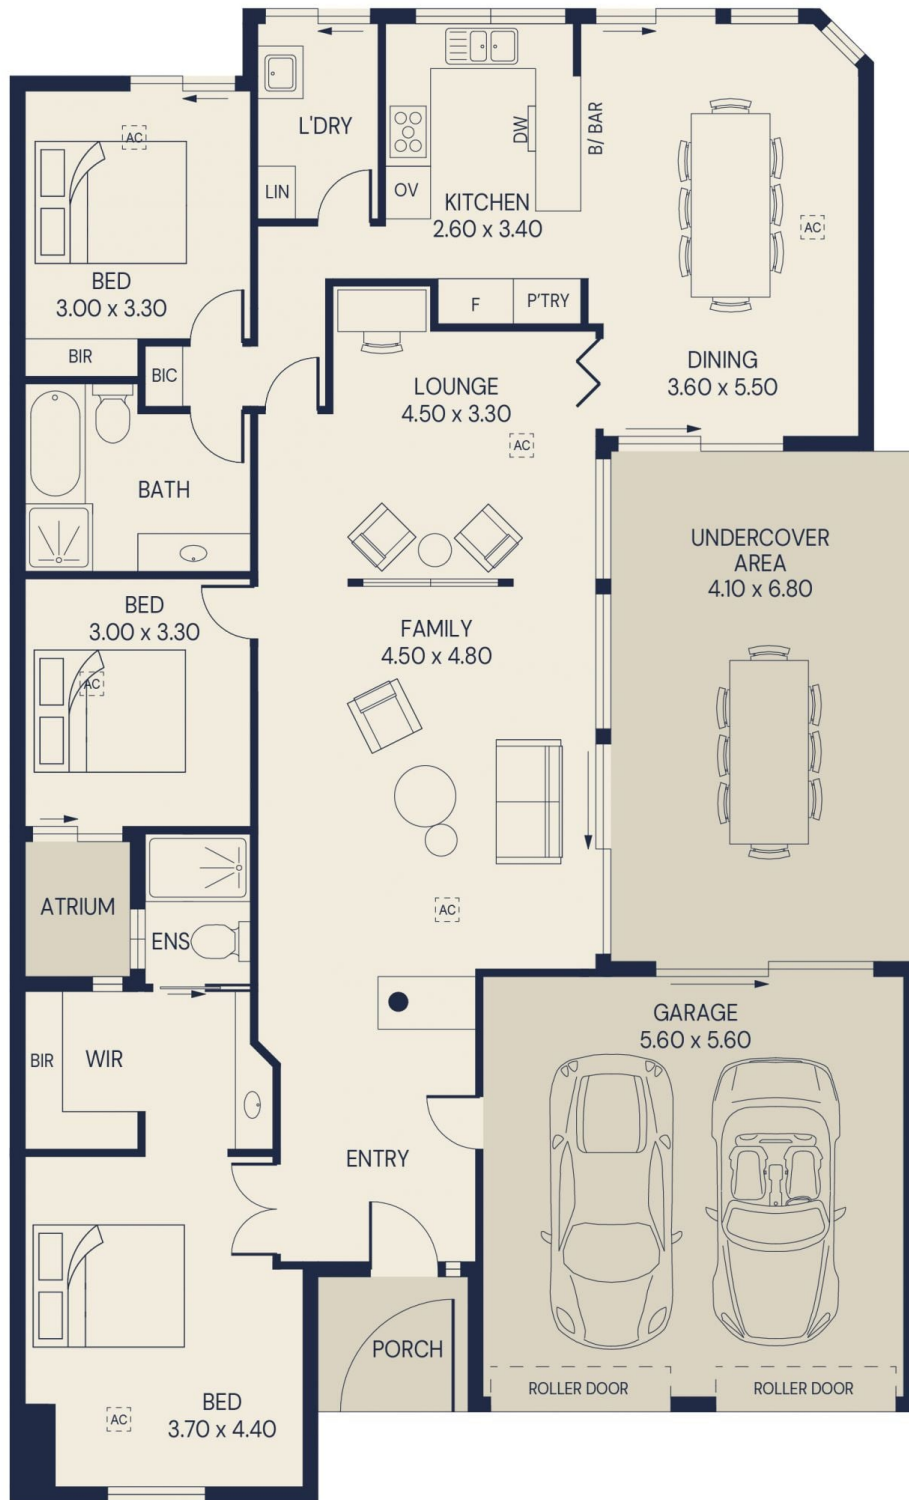 L'DRY
LIN
OV
DW
B/ BAR
KITCHEN
2.60 x 3.40
AC
BED
3.00 x 3.30
AC
BIR
BIC
F
P'TRY
LOUNGE
4.50 x 3.30
AC
DINING
3.60 x 5.50
BATH
UNDERCOVER
AREA
4.10 x 6.80
BED
3.00 x 3.30
AC
FAMILY
4.50 x 4.80
AC
ATRIUM
ENS
BIR
WIR
GARAGE
5.60 x 5.60
ENTRY
PORCH
BED
3.70 x 4.40
AC
ROLLER DOOR
ROLLER DOOR